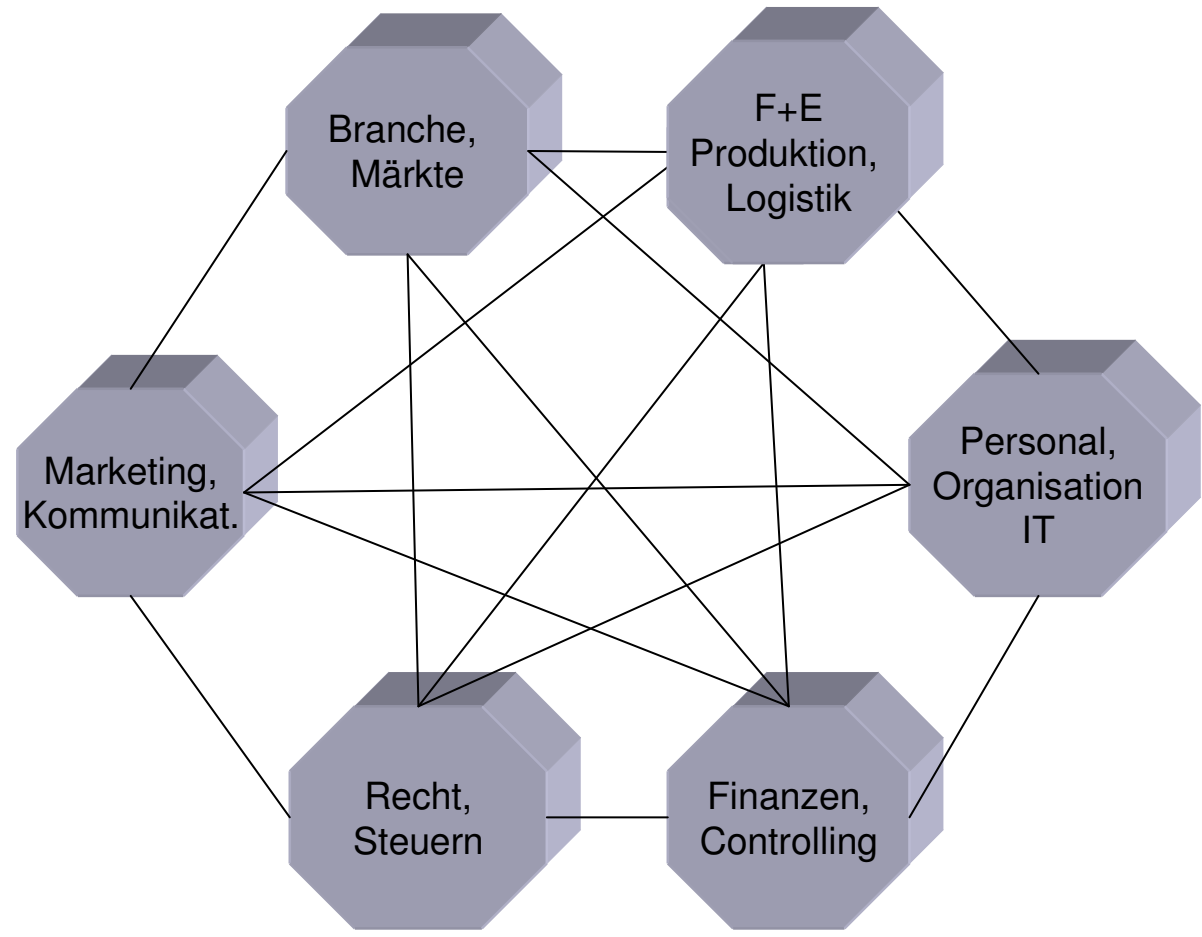 Branche,
Märkte
F+E
Produktion,
Logistik
Marketing,
Kommunikat.
Personal,
Organisation
IT
Recht,
Steuern
Finanzen,
Controlling